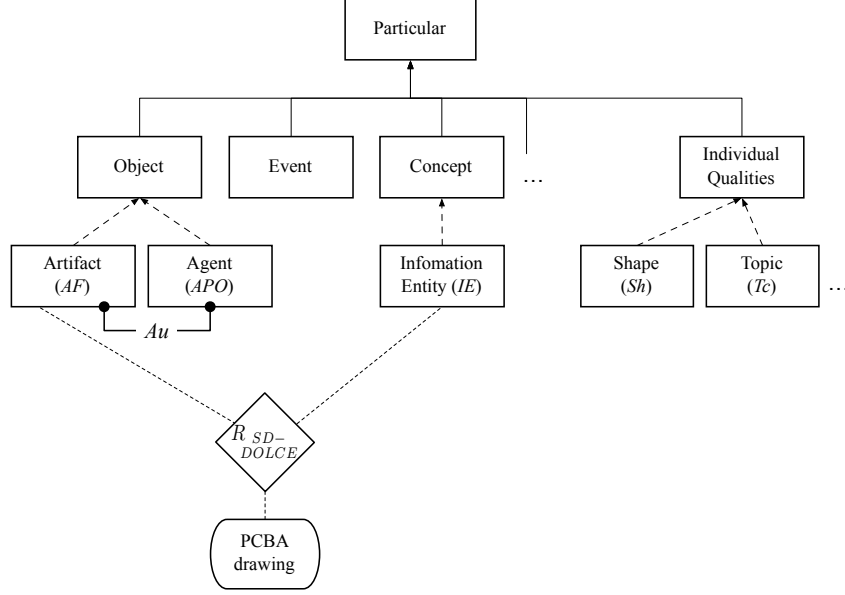 Particular
Object
Event
Concept
...
Individual
Qualities
Artifact
(AF)
Agent
(APO)
Infomation
Entity (IE)
Shape
(Sh)
Topic
(Tc)
...
Au
R SD-
DOLCE
PCBA
drawing